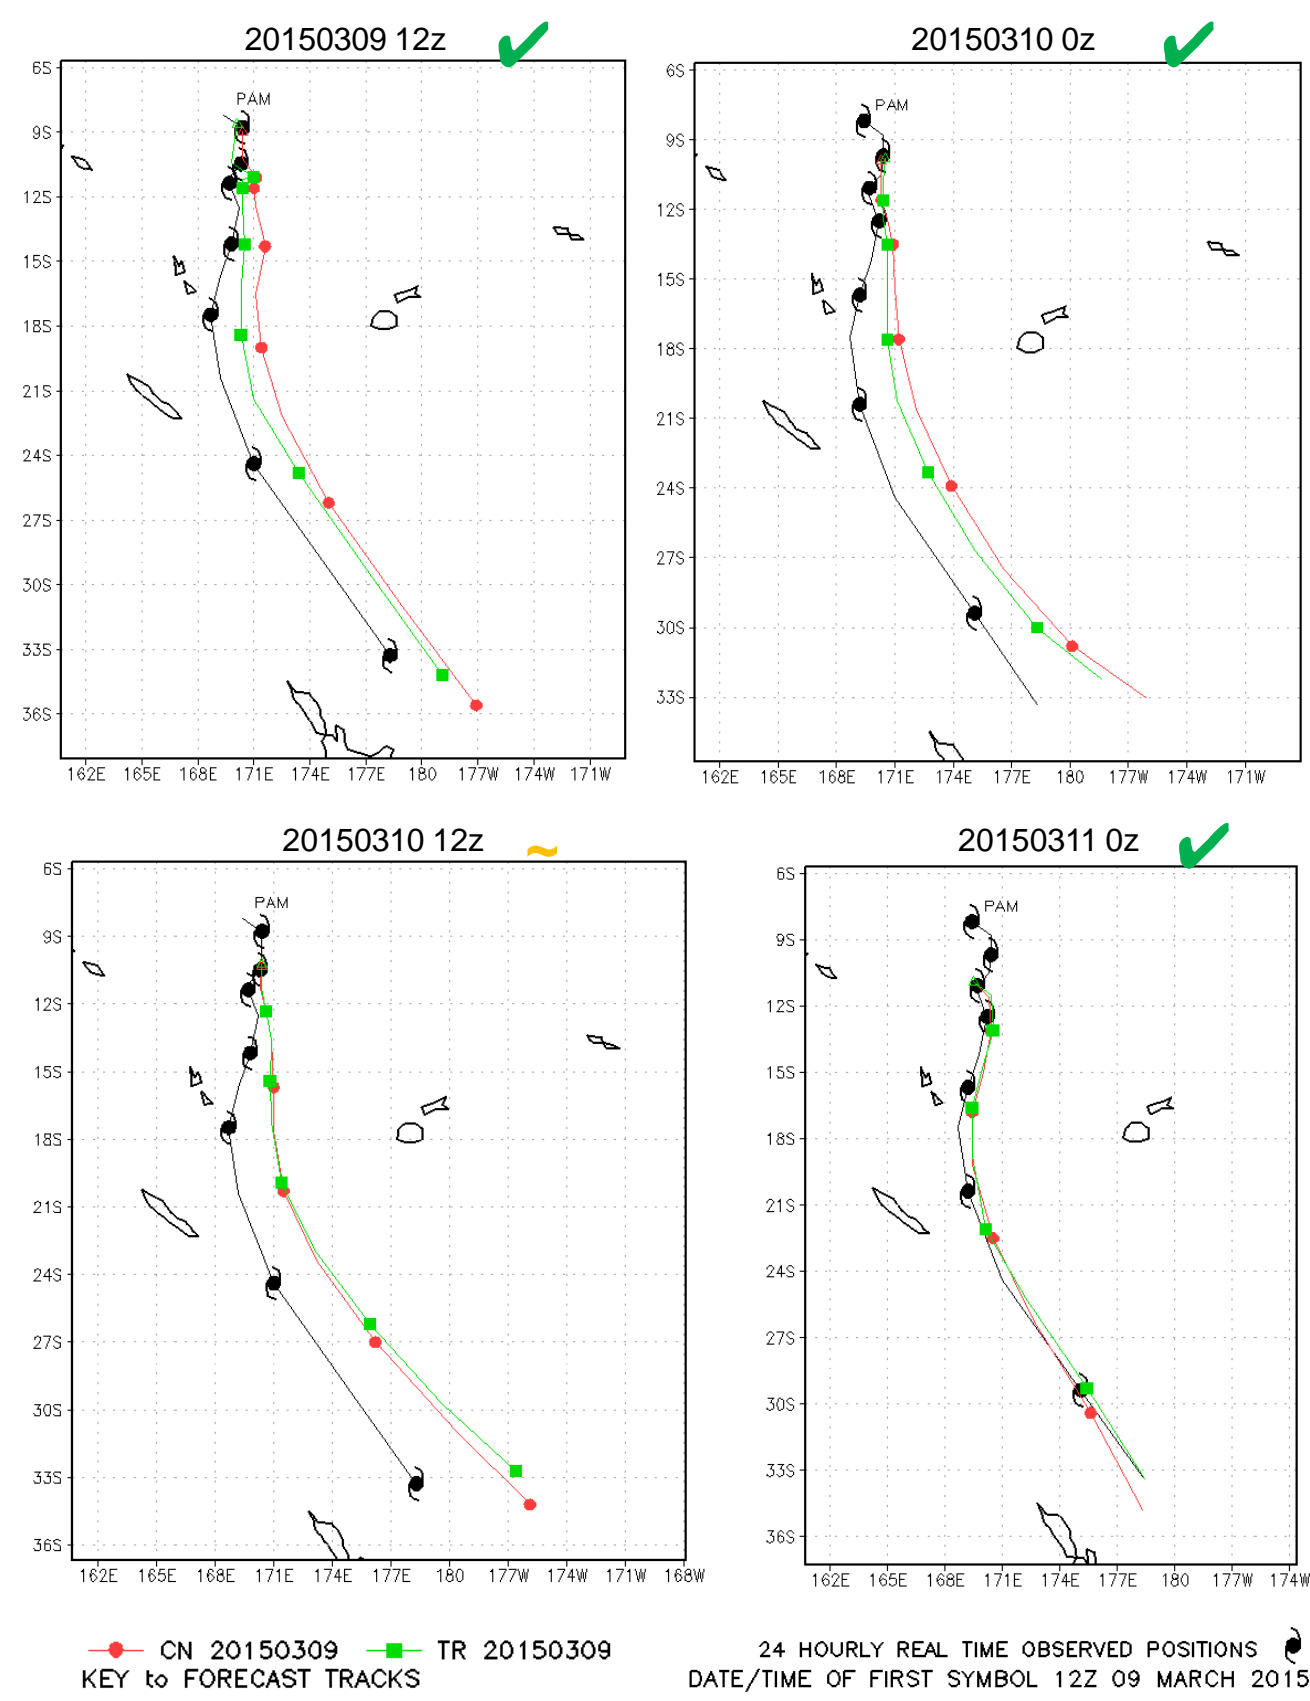 20150309 12z ✔
PAM
6S
9S
12S
15S
18S
21S
24S
27S
30S
33S
36S
162E 165E 168E 171E 174E 177E 180 177W 174W 171W
20150310 0z ✔
PAM
6S
9S
12S
15S
18S
21S
24S
27S
30S
33S
162E 165E 168E 171E 174E 177E 180 177W 174W 171W
20150310 12z ~
PAM
6S
9S
12S
15S
18S
21S
24S
27S
30S
33S
36S
162E 165E 168E 171E 174E 177E 180 177W 174W 171W 168W
20150311 0z ✔
PAM
6S
9S
12S
15S
18S
21S
24S
27S
30S
33S
36S
162E 165E 168E 171E 174E 177E 180 177W 174W
CN 20150309 TR 20150309
KEY to FORECAST TRACKS
24 HOURLY REAL TIME OBSERVED POSITIONS
DATE/TIME OF FIRST SYMBOL 12Z 09 MARCH 2015